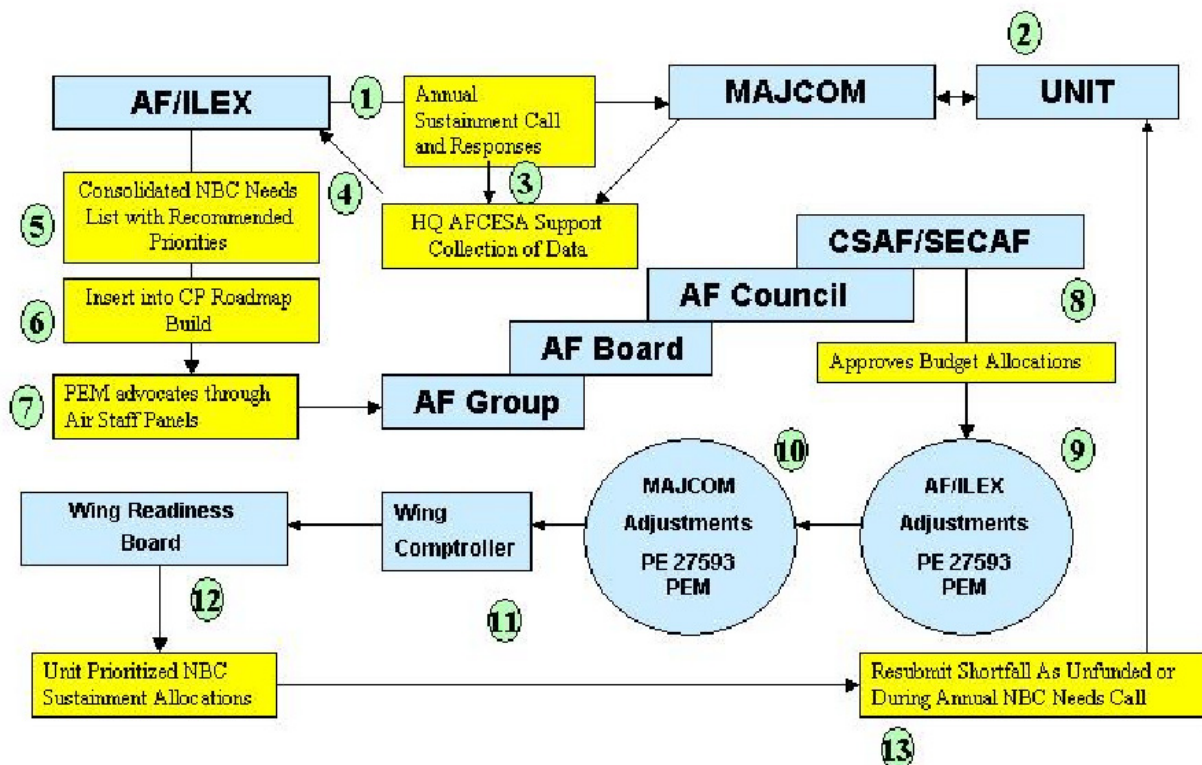 2
AF/ILEX
1
Annual
Sustainment Call
and Responses
MAJCOM
UNIT
3
4
5
Consolidated NBC Needs
List with Recommended
Priorities
HQ AFCESA Support
Collection of Data
CSAF/SECAF
AF Council
8
6
Insert into CP Roadmap
Build
AF Board
Approves Budget Allocations
7
PEM advocates through
Air Staff Panels
AF Group
10
9
Wing Readiness
Board
Wing
Comptroller
MAJCOM
Adjustments
PE 27593
PEM
AF/ILEX
Adjustments
PE 27593
PEM
12
11
Unit Prioritized NBC
Sustainment Allocations
Resubmit Shortfall As Unfunded or
During Annual NBC Needs Call
13